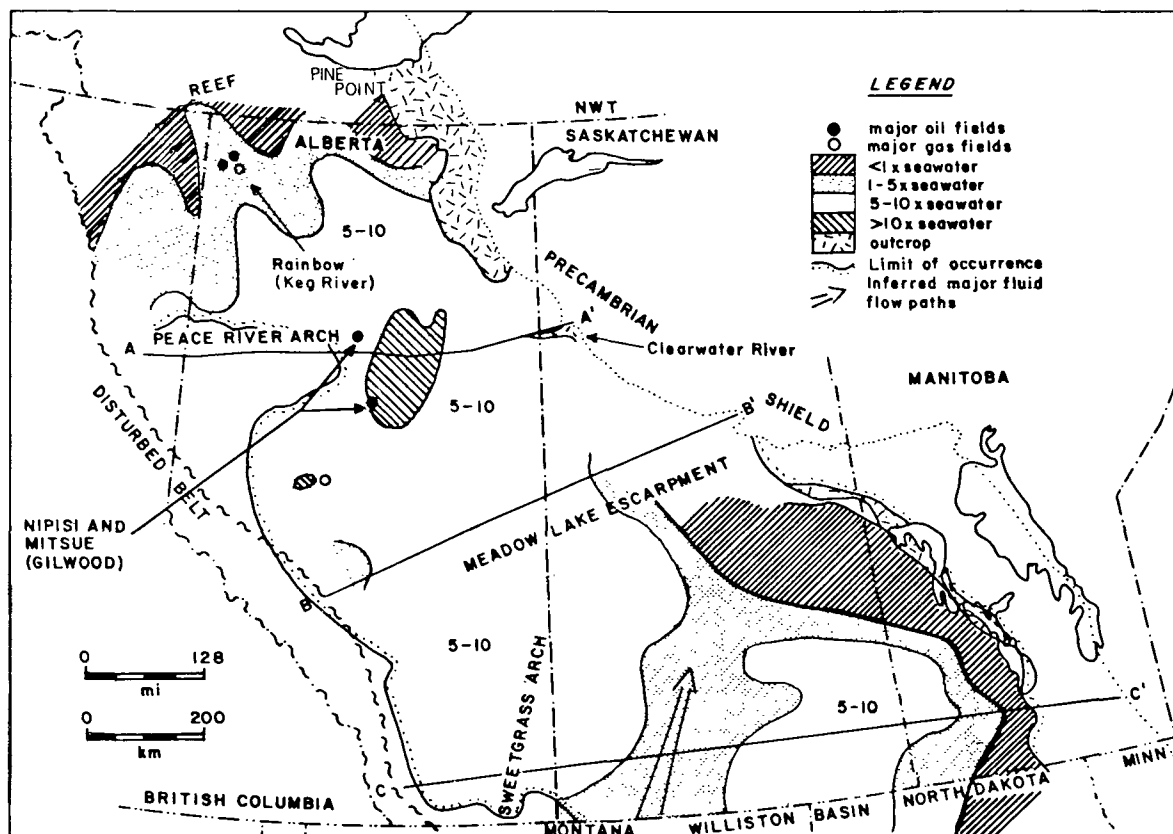 PINE
POINT
REEF
NWT
SASKATCHEWAN
ALBERTA
LEGEND
major oil fields
major gas fields
<1x seawater
1-5x seawater
5-10x seawater
>10x seawater
outcrop
Limit of occurrence
Inferred major fluid
flow paths
5-10
Rainbow
(Keg River)
PRECAMBRIAN
PEACE RIVER ARCH
A
A'
Clearwater River
MANITOBA
5-10
B'
SHIELD
DISTURBED
BELT
MEADOW LAKE ESCARPMENT
NIPISI AND
MITSUE
(GILWOOD)
B
5-10
0 128
mi
0 200
km
SWEETGRASS ARCH
5-10
C'
C
BRITISH COLUMBIA
MONTANA
WILLISTON BASIN
NORTH DAKOTA
MINN